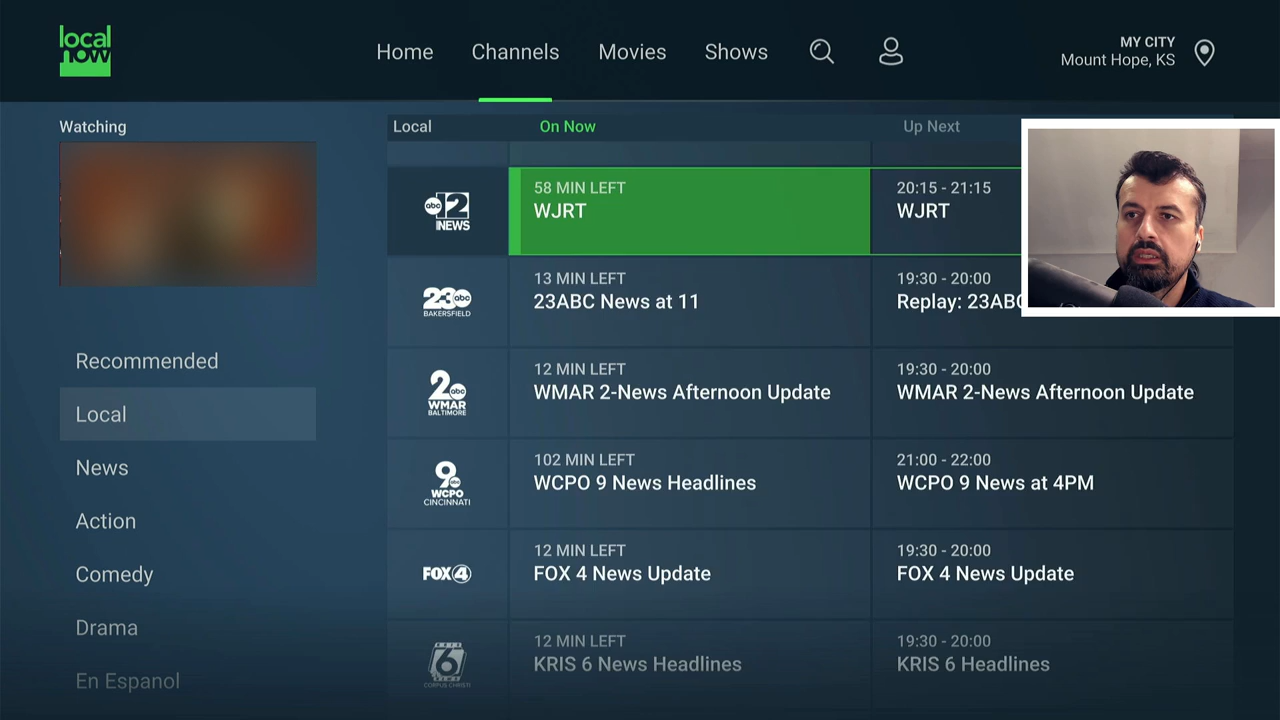 local
now
Home
Channels
Movies
Shows
MY CITY
Mount Hope, KS
Watching
Recommended
Local
News
Action
Comedy
Drama
En Espanol
Local
On Now
Up Next
abc 12
NEWS
58 MIN LEFT
WJRT
20:15 - 21:15
WJRT
23 abc
BAKERSFIELD
13 MIN LEFT
23ABC News at 11
19:30 - 20:00
Replay: 23ABC
2 abc
WMAR
BALTIMORE
12 MIN LEFT
WMAR 2-News Afternoon Update
19:30 - 20:00
WMAR 2-News Afternoon Update
9 abc
WCPO
CINCINNATI
102 MIN LEFT
WCPO 9 News Headlines
21:00 - 22:00
WCPO 9 News at 4PM
FOX 4
12 MIN LEFT
FOX 4 News Update
19:30 - 20:00
FOX 4 News Update
KRIS
6
NEWS
CORPUS CHRISTI
12 MIN LEFT
KRIS 6 News Headlines
19:30 - 20:00
KRIS 6 Headlines